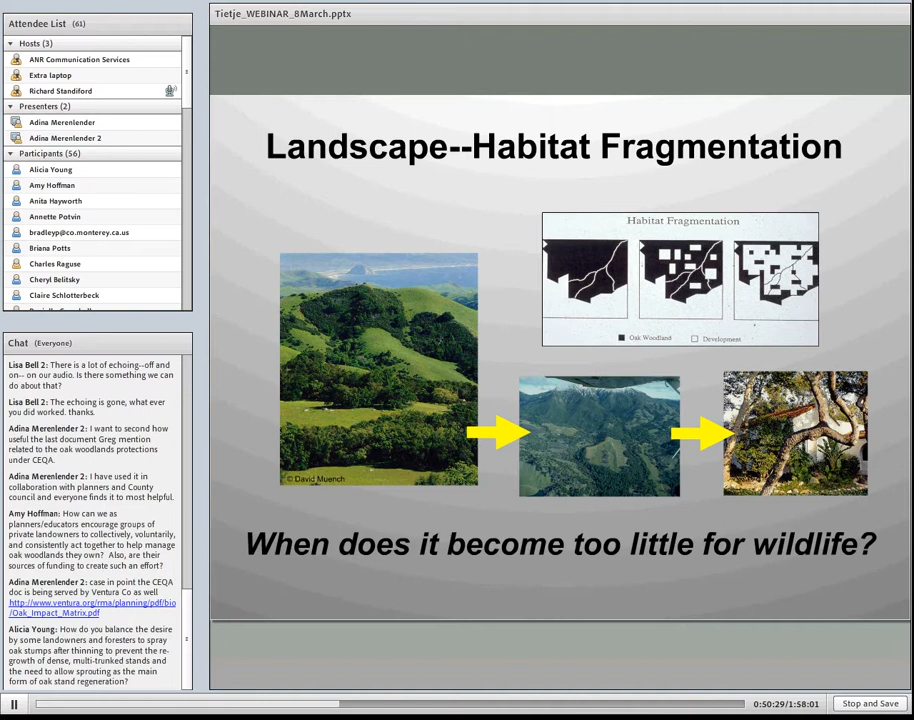 Attendee List (61)
Hosts (3)
ANR Communication Services
Extra laptop
Richard Standiford
Presenters (2)
Adina Merenlender
Adina Merenlender 2
Participants (56)
Alicia Young
Amy Hoffman
Anita Hayworth
Annette Potvin
bradleyp@co.monterey.ca.us
Briana Potts
Charles Raguse
Cheryl Belitsky
Claire Schlotterbeck
Chat (Everyone)
Lisa Bell 2: There is a lot of echoing--off and
on-- on our audio. Is there something we can
do about that?
Lisa Bell 2: The echoing is gone, what ever
you did worked. thanks.
Adina Merenlender 2: I want to second how
useful the last document Greg mention
related to the oak woodlands protections
under CEQA.
Adina Merenlender 2: I have used it in
collaboration with planners and County
council and everyone finds it to most helpful.
Amy Hoffman: How can we as
planners/educators encourage groups of
private landowners to collectively, voluntarily,
and consistently act together to help manage
oak woodlands they own? Also, are their
sources of funding to create such an effort?
Adina Merenlender 2: case in point the CEQA
doc is being served by Ventura Co as well
http://www.ventura.org/rma/planning/pdf/bio
/Oak_Impact_Matrix.pdf
Alicia Young: How do you balance the desire
by some landowners and foresters to spray
oak stumps after thinning to prevent the re-
growth of dense, multi-trunked stands and
the need to allow sprouting as the main
form of oak stand regeneration?
Tietje_WEBINAR_8March.pptx
Landscape--Habitat Fragmentation
Habitat Fragmentation
Oak Woodland
Development
© David Muench
When does it become too little for wildlife?
0:50:29/1:58:01
Stop and Save